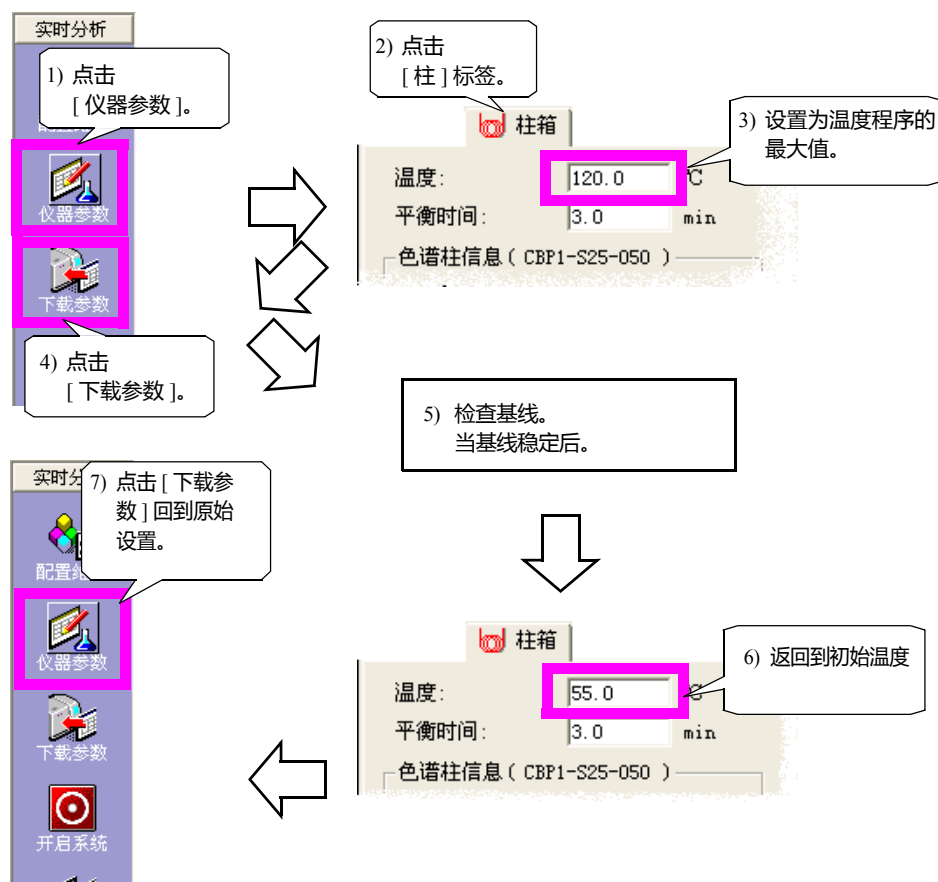 实时分析
1) 点击
[ 仪器参数 ]。
仪器参数
下载参数
4) 点击
[ 下载参数 ]。
2) 点击
[ 柱 ] 标签。
柱箱
3) 设置为温度程序的
最大值。
温度: 120.0 ℃
平衡时间: 3.0 min
色谱柱信息 ( CBP1-S25-050 )
5) 检查基线。
当基线稳定后。
实时分
7) 点击 [ 下载参
数 ] 回到原始
设置。
配置
仪器参数
下载参数
开启系统
柱箱
6) 返回到初始温度
温度: 55.0
平衡时间: 3.0 min
色谱柱信息 ( CBP1-S25-050 )